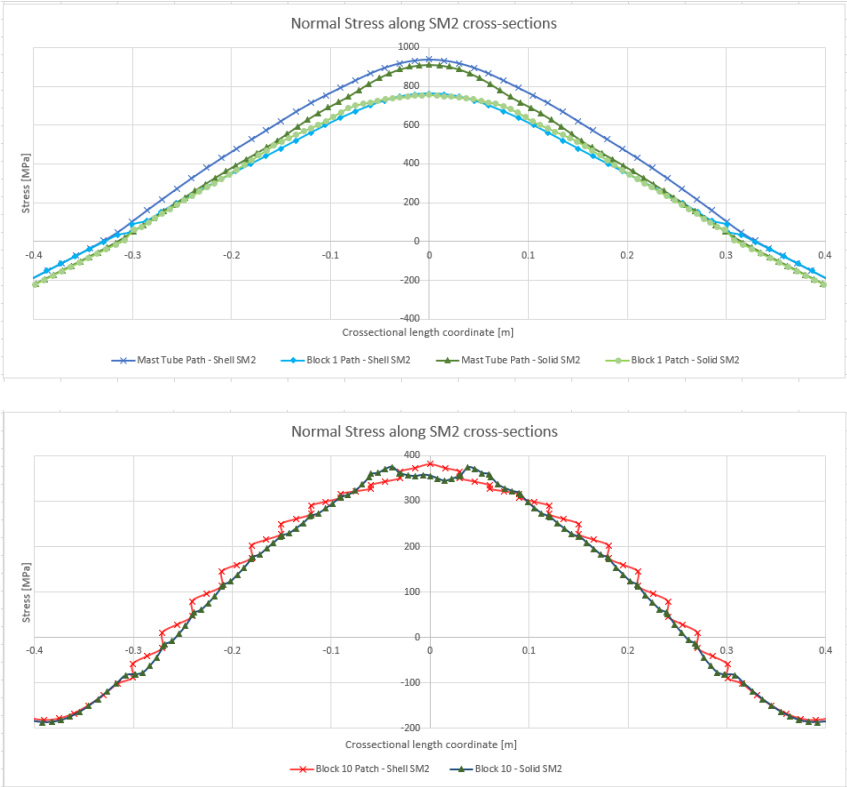 Normal Stress along SM2 cross-sections
1000
800
600
400
200
0
-0.4 -0.3 -0.2 -0.1 0 0.1 0.2 0.3 0.4
-200
-400
Stress [MPa]
Crossectional length coordinate [m]
Mast Tube Path - Shell SM2 Block 1 Path - Shell SM2 Mast Tube Path - Solid SM2 Block 1 Patch - Solid SM2
Normal Stress along SM2 cross-sections
400
300
200
100
0
-0.4 -0.3 -0.2 -0.1 0 0.1 0.2 0.3 0.4
-100
-200
Stress [MPa]
Crossectional length coordinate [m]
Block 10 Patch - Shell SM2 Block 10 - Solid SM2